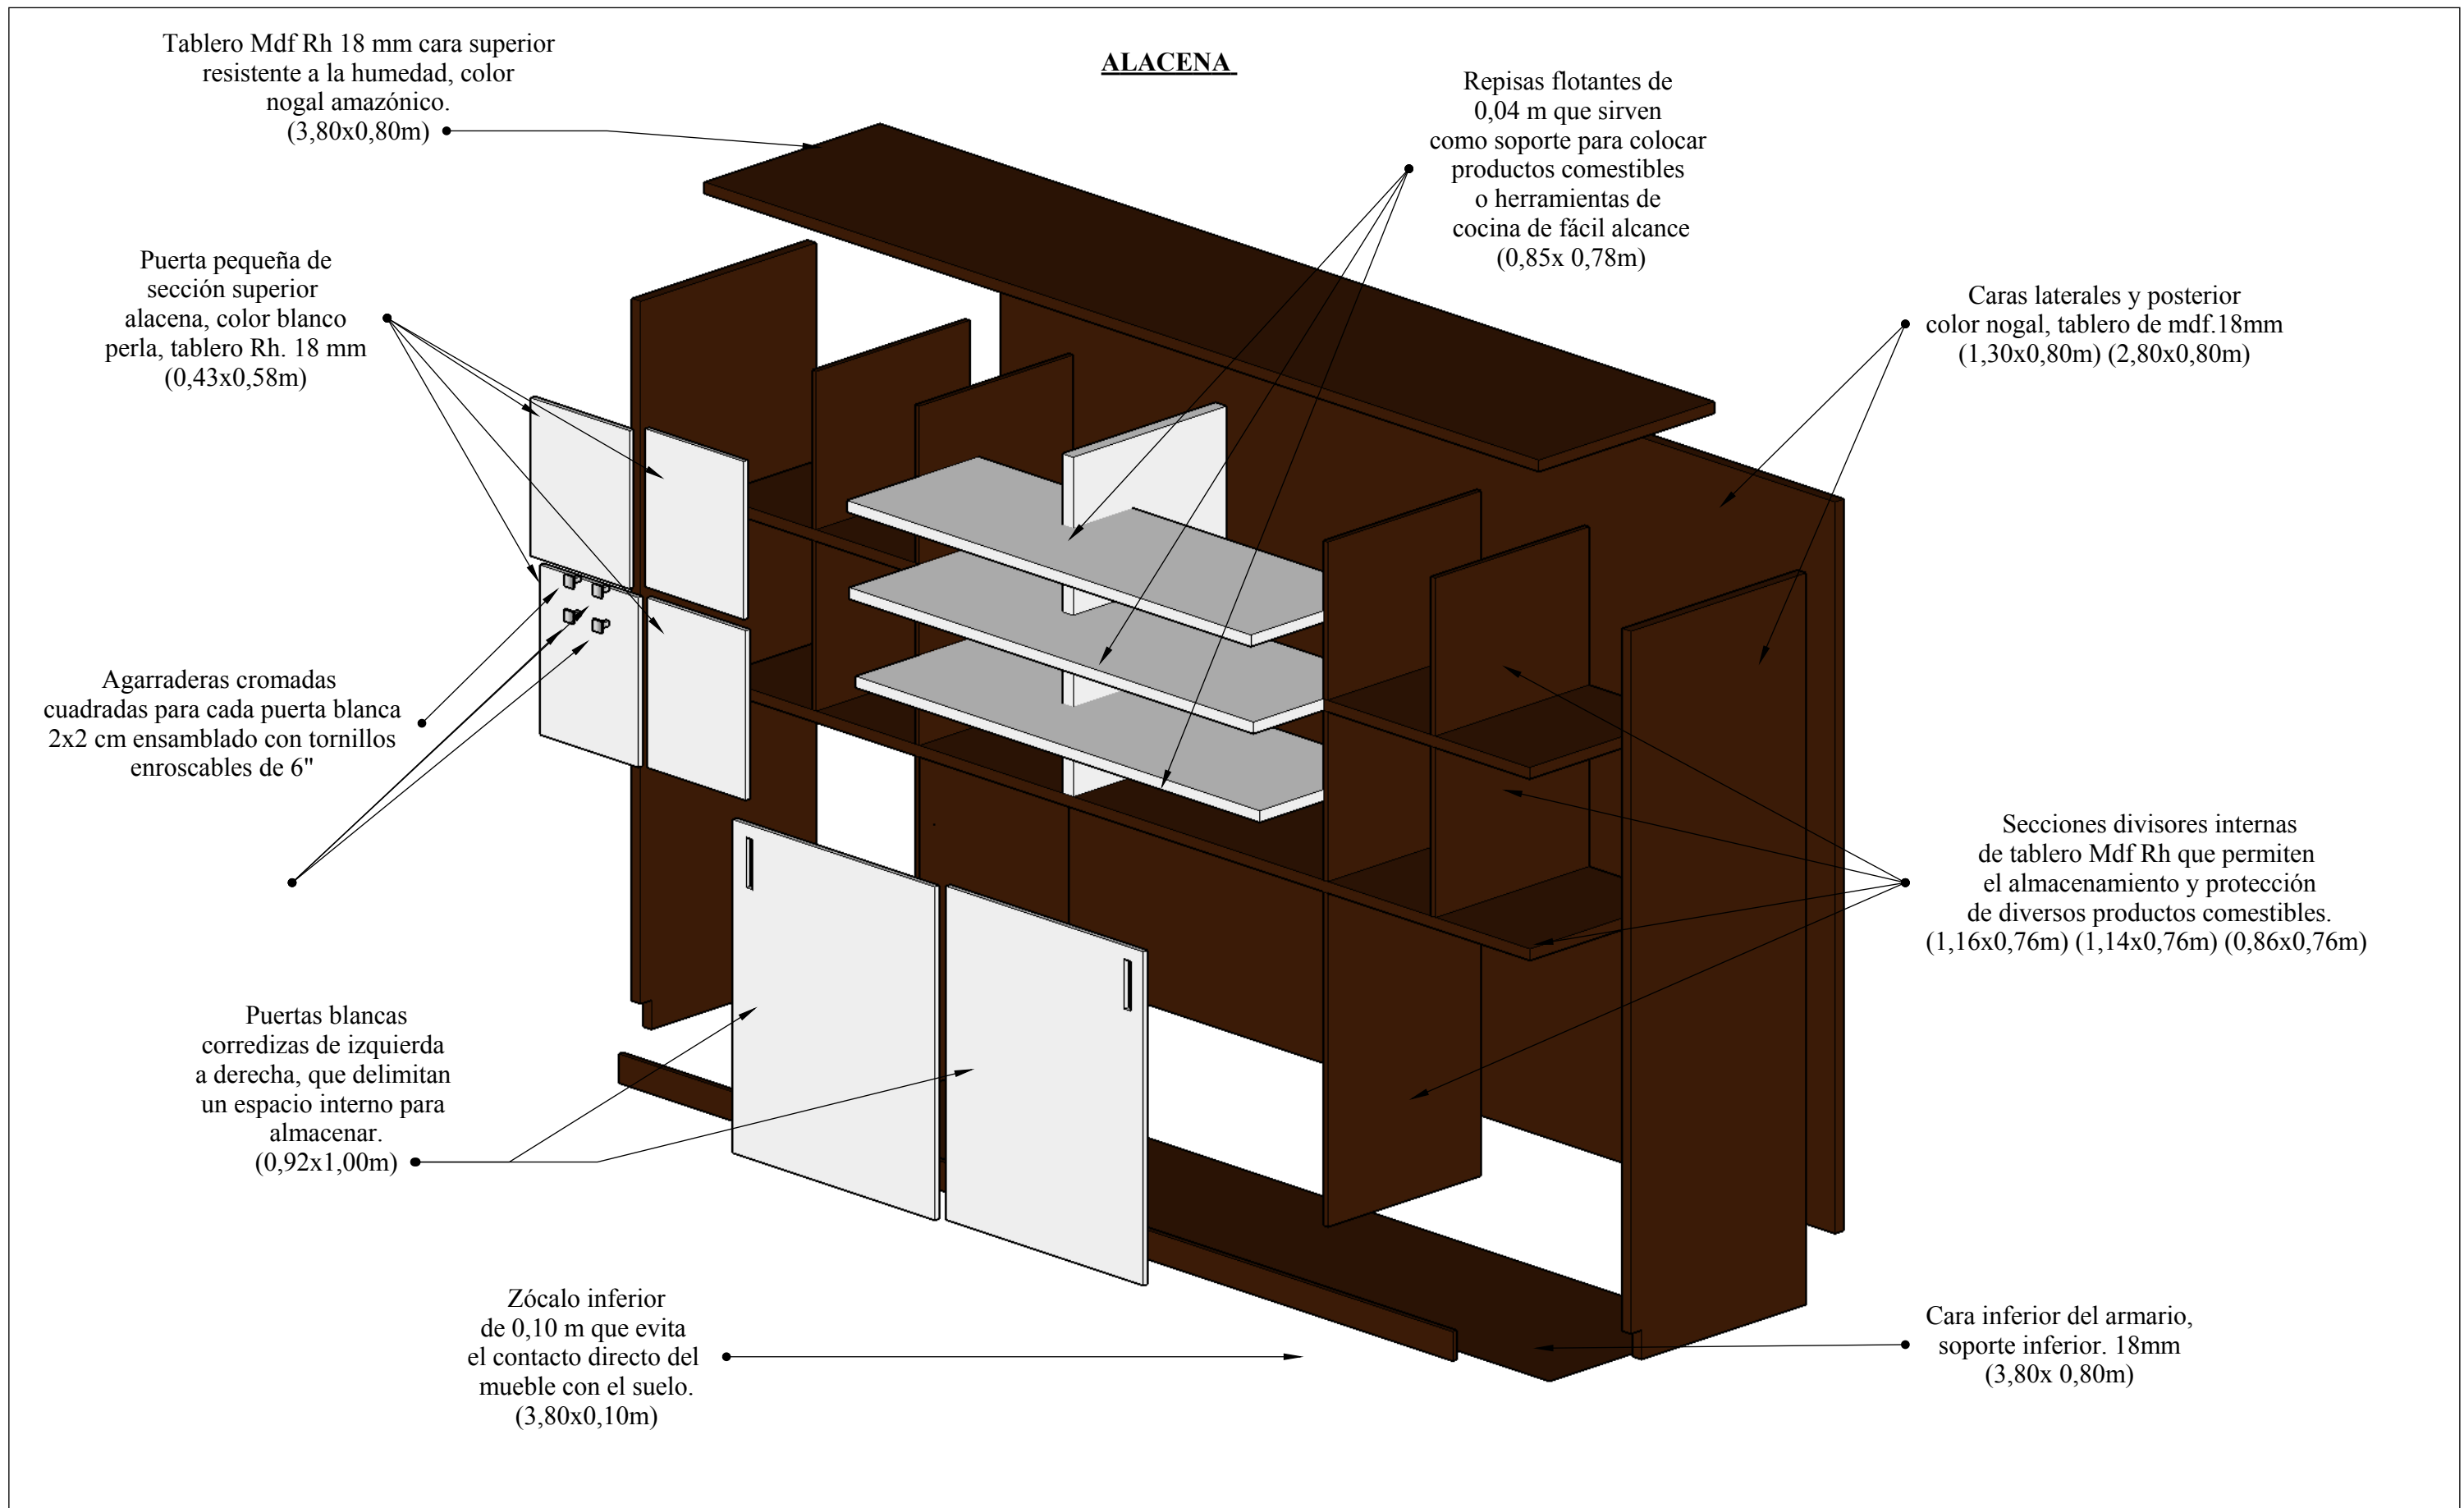 ALACENA
Tablero Mdf Rh 18 mm cara superior
resistente a la humedad, color
nogal amazónico.
(3,80x0,80m)
Repisas flotantes de
0,04 m que sirven
como soporte para colocar
productos comestibles
o herramientas de
cocina de fácil alcance
(0,85x 0,78m)
Puerta pequeña de
sección superior
alacena, color blanco
perla, tablero Rh. 18 mm
(0,43x0,58m)
Caras laterales y posterior
color nogal, tablero de mdf.18mm
(1,30x0,80m) (2,80x0,80m)
Agarraderas cromadas
cuadradas para cada puerta blanca
2x2 cm ensamblado con tornillos
enroscables de 6"
Secciones divisores internas
de tablero Mdf Rh que permiten
el almacenamiento y protección
de diversos productos comestibles.
(1,16x0,76m) (1,14x0,76m) (0,86x0,76m)
Puertas blancas
corredizas de izquierda
a derecha, que delimitan
un espacio interno para
almacenar.
(0,92x1,00m)
Zócalo inferior
de 0,10 m que evita
el contacto directo del
mueble con el suelo.
(3,80x0,10m)
Cara inferior del armario,
soporte inferior. 18mm
(3,80x 0,80m)